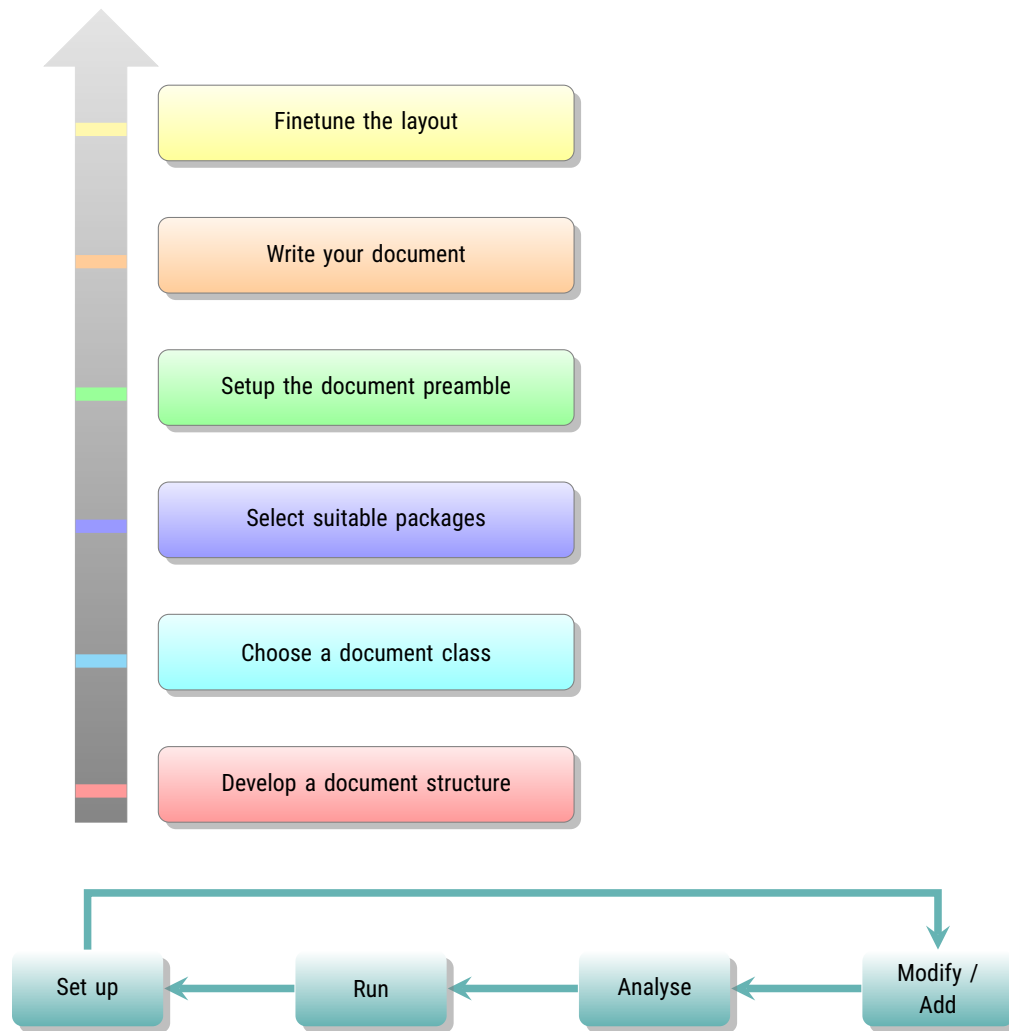 Finetune the layout
Write your document
Setup the document preamble
Select suitable packages
Choose a document class
Develop a document structure
Set up
Run
Analyse
Modify /
Add